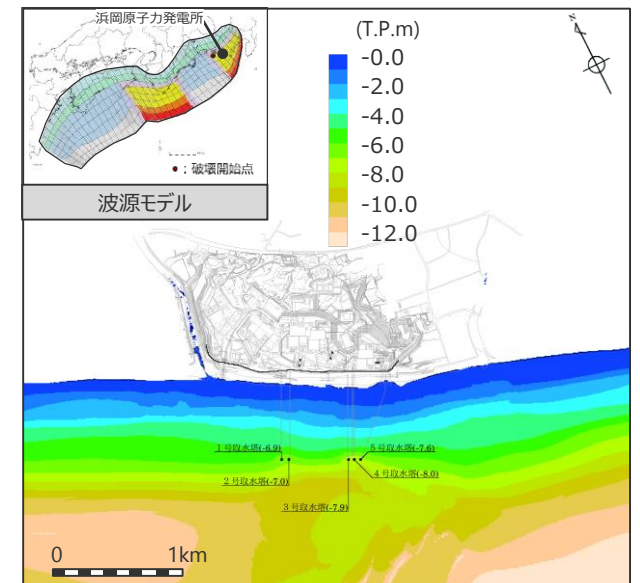 浜岡原子力発電所
●；破壊開始点
波源モデル
(T.P.m)
-0.0
-2.0
-4.0
-6.0
-8.0
-10.0
-12.0
N
1号取水塔(-6.9)
5号取水塔(-7.6)
2号取水塔(-7.0)
4号取水塔(-8.0)
3号取水塔(-7.9)
0 1km